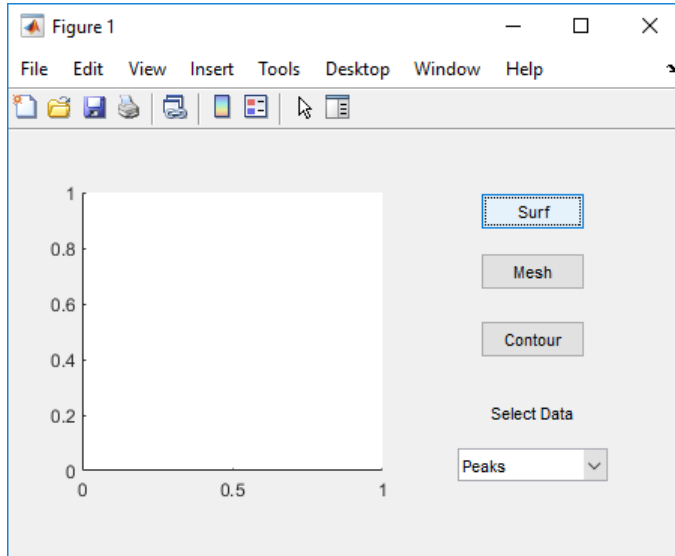 Figure 1
File Edit View Insert Tools Desktop Window Help
1
0.8
0.6
0.4
0.2
0
0 0.5 1
Surf
Mesh
Contour
Select Data
Peaks